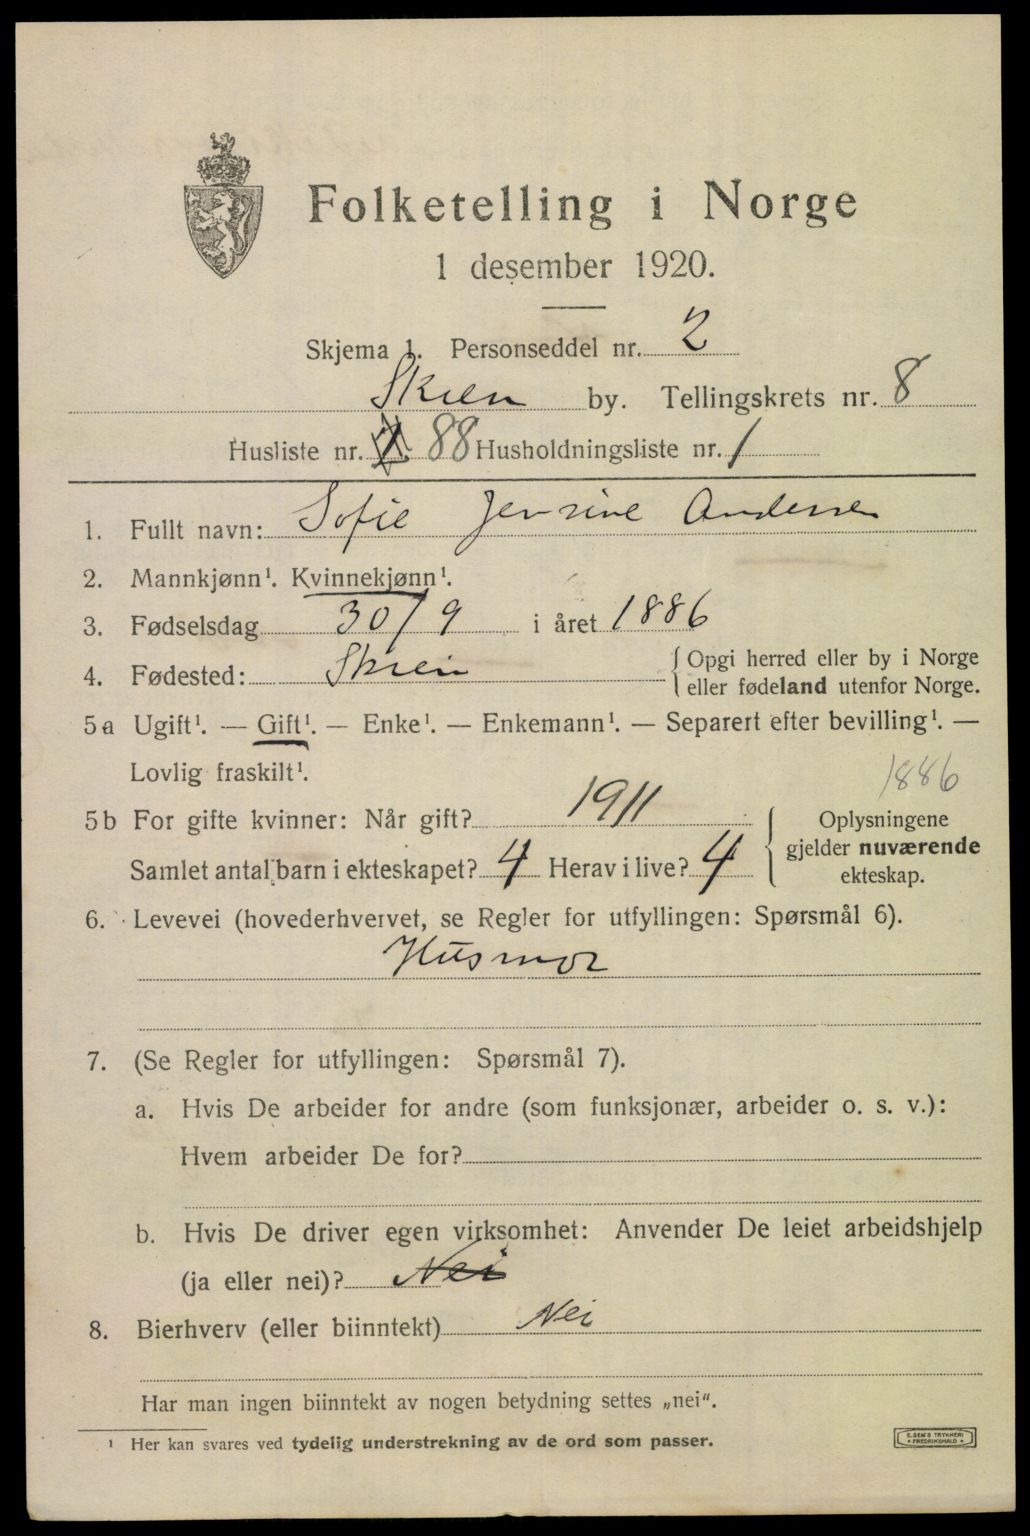 Folketelling i Norge
1 desember 1920.
Skjema 1. Personseddel nr. 2
Skien by. Tellingskrets nr. 8
Husliste nr. 88 Husholdningsliste nr. 1
1. Fullt navn: Sofie Jensine Andersen
2. Mannkjønn¹. Kvinnekjønn¹.
3. Fødselsdag 30/9 i året 1886
4. Fødested: Skien { Opgi herred eller by i Norge
eller fødeland utenfor Norge.
5a Ugift¹. — Gift¹. — Enke¹. — Enkemann¹. — Separert efter bevilling¹. —
Lovlig fraskilt¹.
1886
5b For gifte kvinner: Når gift? 1911
Samlet antal barn i ekteskapet? 4 Herav i live? 4
{ Oplysningene
gjelder nuværende
ekteskap.
6. Levevei (hovederhvervet, se Regler for utfyllingen: Spørsmål 6).
Husmor
7. (Se Regler for utfyllingen: Spørsmål 7).
a. Hvis De arbeider for andre (som funksjonær, arbeider o. s. v.):
Hvem arbeider De for?
b. Hvis De driver egen virksomhet: Anvender De leiet arbeidshjelp
(ja eller nei)? Nei
8. Bierhverv (eller biinntekt) Nei
Har man ingen biinntekt av nogen betydning settes „nei“.
¹ Her kan svares ved tydelig understrekning av de ord som passer.
E. SEM'S TRYKKERI
FREDRIKSHALD